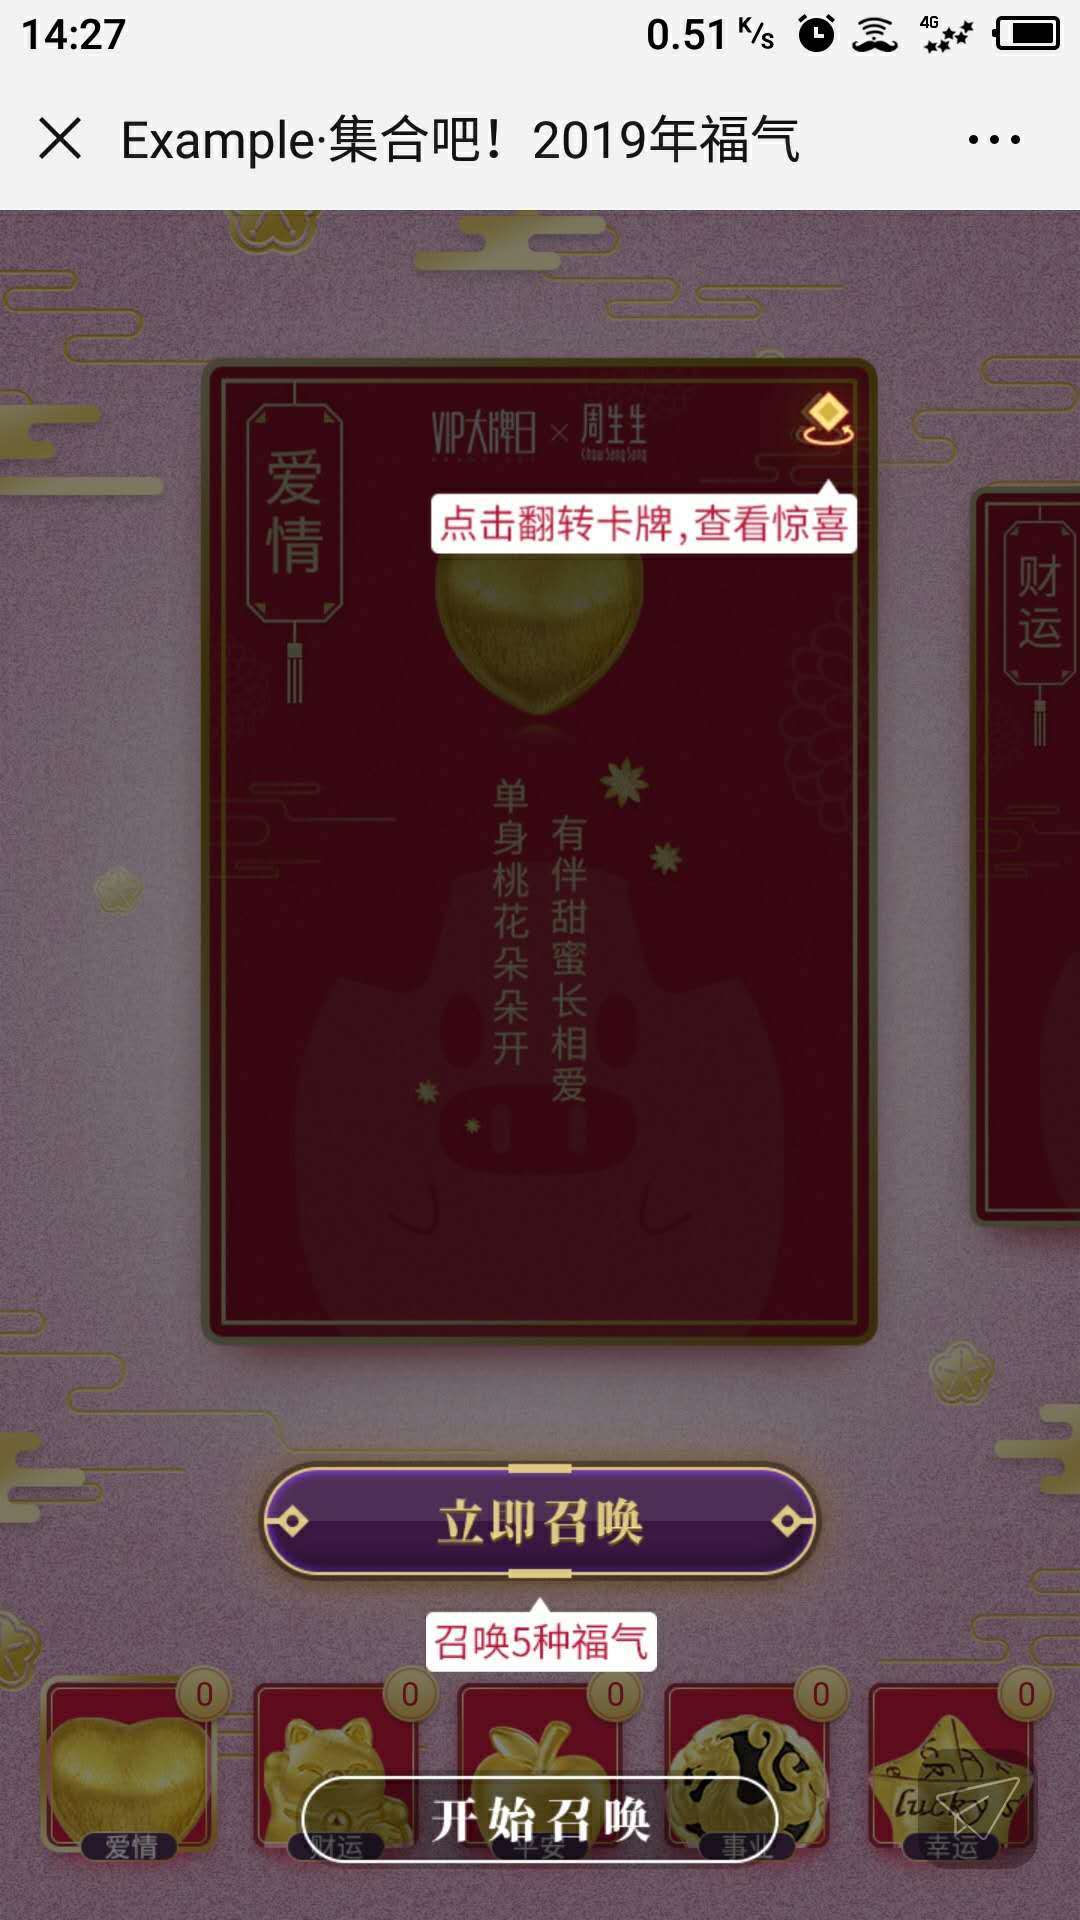 14:27
0.51 K/s
4G
Example·集合吧！2019年福气
爱情
VIP大牌日 × 周生生
Chow Sang Sang
点击翻转卡牌,查看惊喜
财运
单身桃花朵朵开
有伴甜蜜长相爱
立即召唤
召唤5种福气
0
0
0
0
0
lucky
爱情
财运
平安
事业
幸运
开始召唤